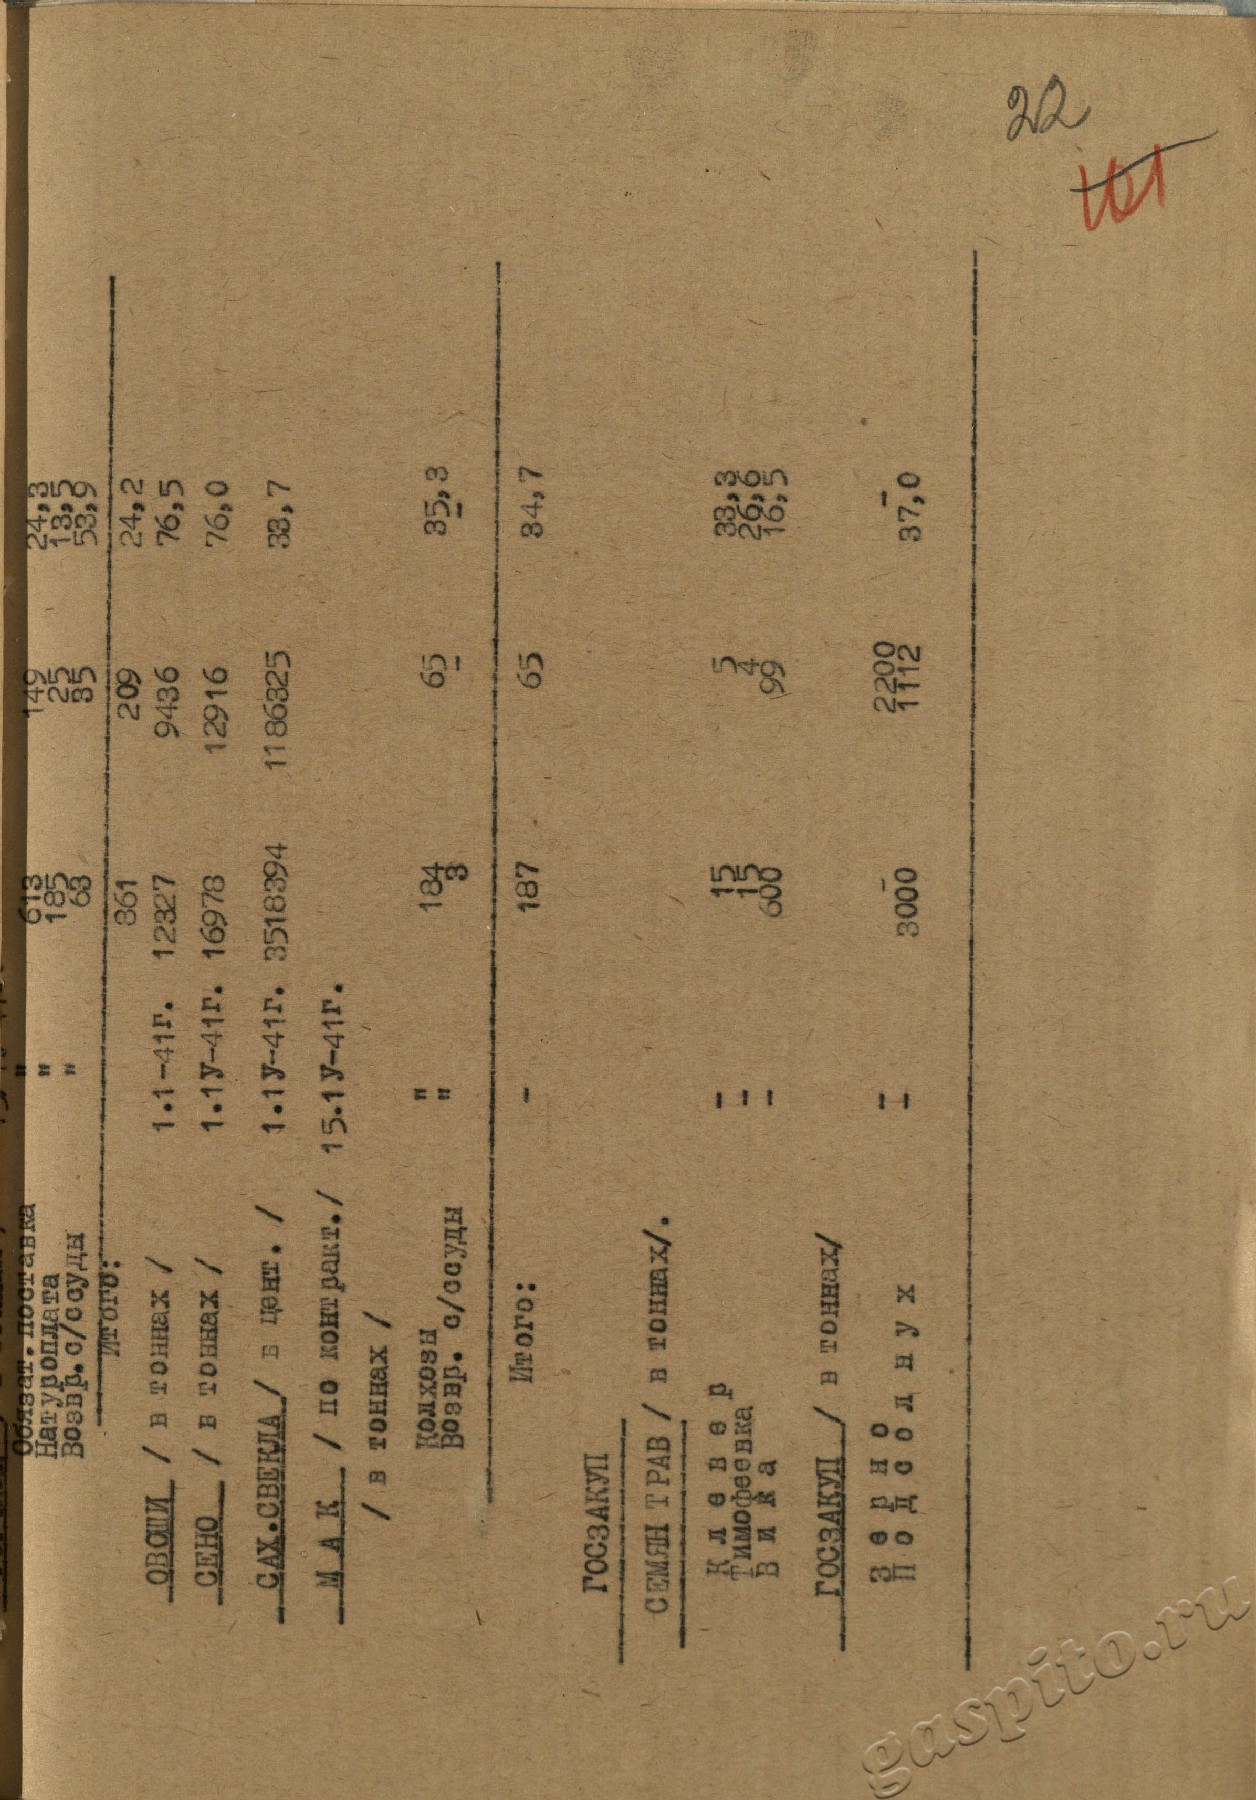 22
101
Обязат. поставка " 613 149 24,3
Натуроплата " 185 25 13,5
Возвр. с/ссуды " 63 35 53,9
Итого: 861 209 24,2
ОВОЩИ / в тоннах / 1.1-41г. 12327 9436 76,5
СЕНО / в тоннах / 1.1У-41г. 16978 12916 76,0
САХ.СВЕКЛА / в цент. / 1.1У-41г. 3518394 1186325 33,7
М А К / по контракт./ 15.1У-41г.
/ в тоннах /
Колхозы " 184 65 35,3
Возвр. с/ссуды " 3 - -
Итого: - 187 65 34,7
ГОСЗАКУП
СЕМЯН ТРАВ / в тоннах/.
К л е в е р - 15 5 33,3
Тимофеевка - 15 4 26,6
В и к а - 600 99 16,5
ГОСЗАКУП / в тоннах/
З е р н о - - 2200 -
П о д с о л н у х - 3000 1112 37,0
gaspito.ru